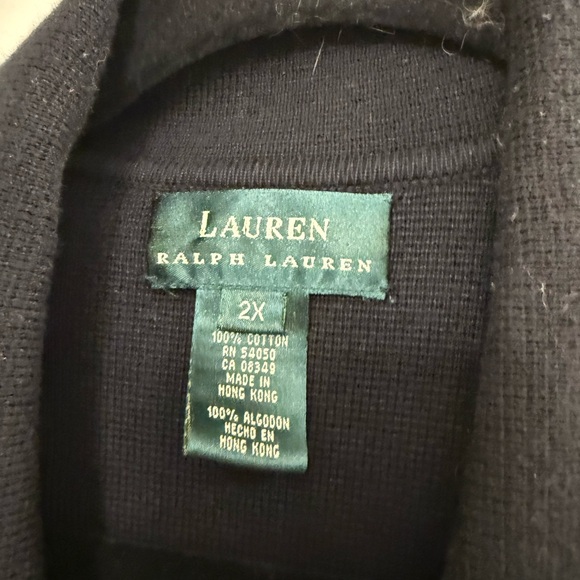 LAUREN
RALPH LAUREN
2X
100% COTTON
RN 54050
CA 08349
MADE IN
HONG KONG
100% ALGODON
HECHO EN
HONG KONG